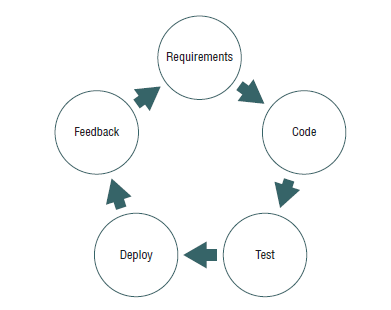 Requirements
Code
Test
Deploy
Feedback